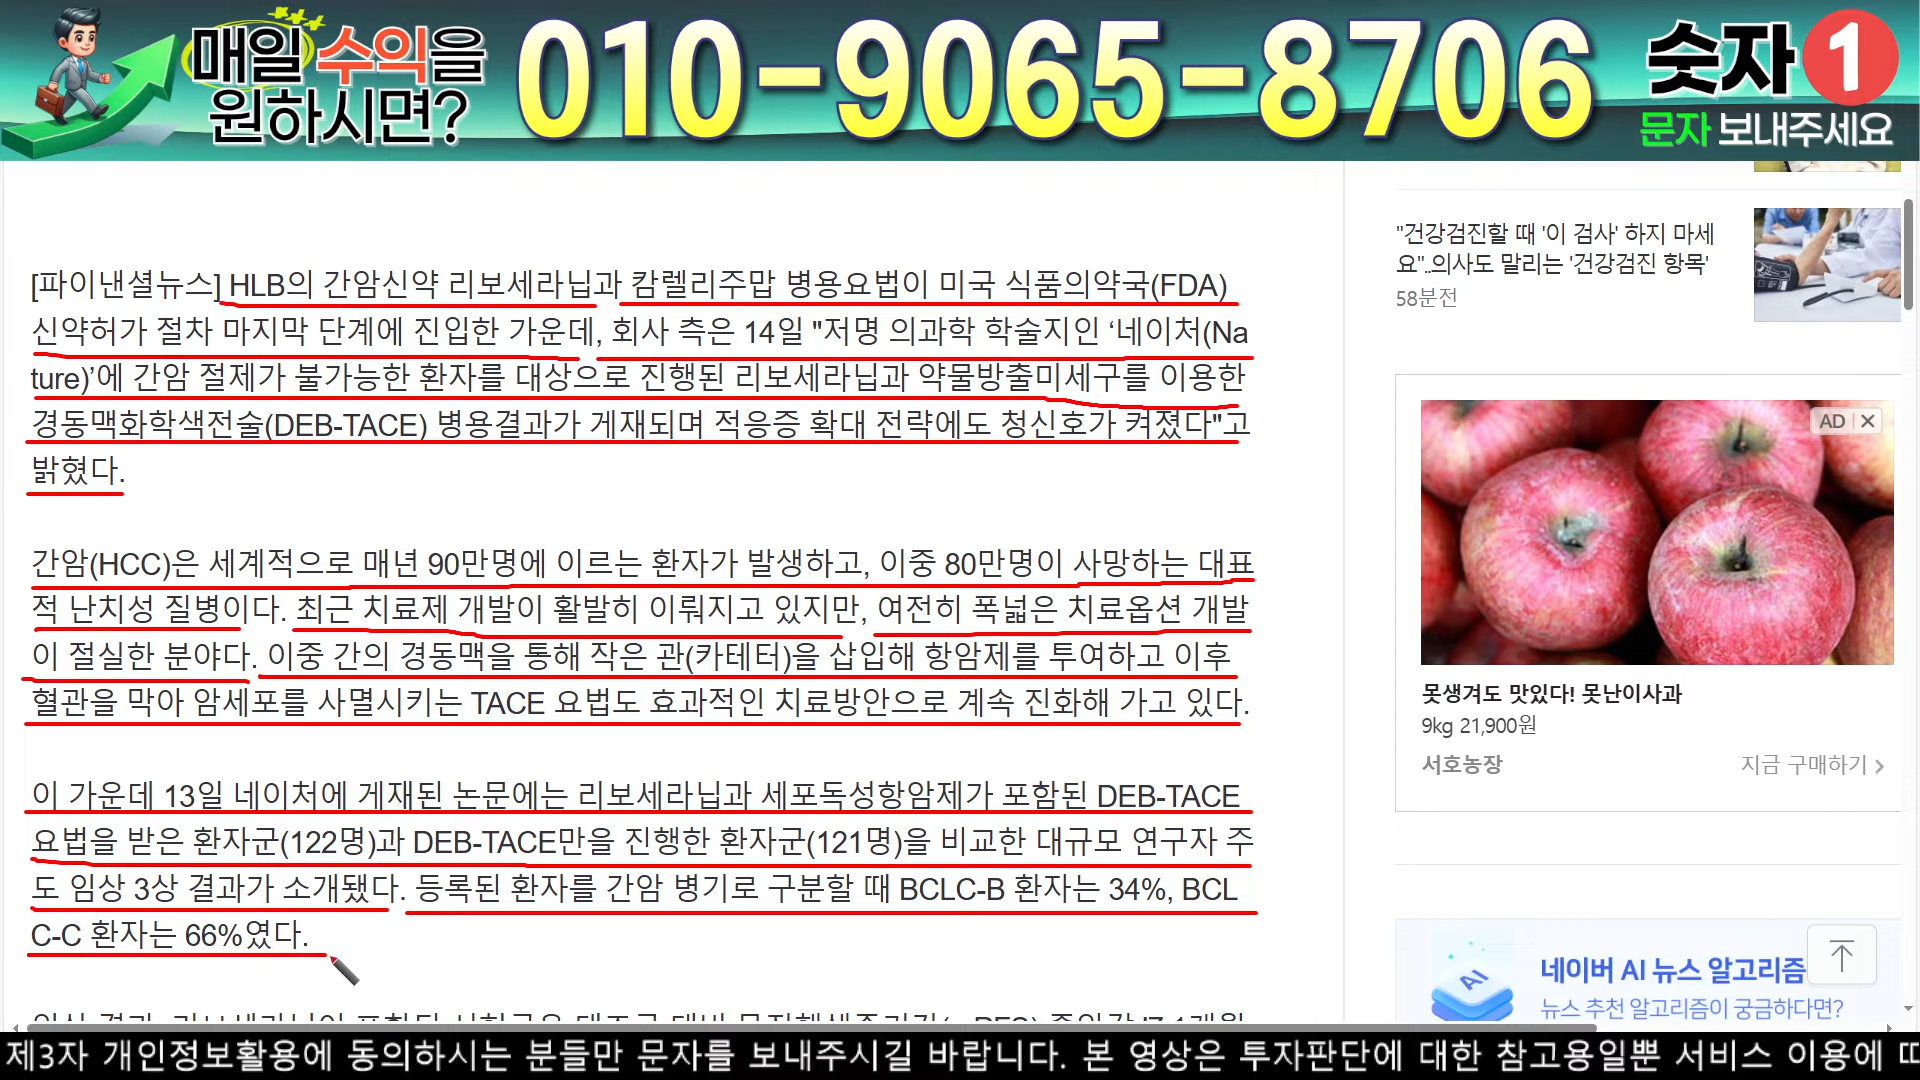 매일 수익을
원하시면?
010-9065-8706
숫자 1
문자 보내주세요
[파이낸셜뉴스] HLB의 간암신약 리보세라닙과 캄렐리주맙 병용요법이 미국 식품의약국(FDA)
신약허가 절차 마지막 단계에 진입한 가운데, 회사 측은 14일 "저명 의과학 학술지인 ‘네이처(Na
ture)’에 간암 절제가 불가능한 환자를 대상으로 진행된 리보세라닙과 약물방출미세구를 이용한
경동맥화학색전술(DEB-TACE) 병용결과가 게재되며 적응증 확대 전략에도 청신호가 켜졌다"고
밝혔다.
간암(HCC)은 세계적으로 매년 90만명에 이르는 환자가 발생하고, 이중 80만명이 사망하는 대표
적 난치성 질병이다. 최근 치료제 개발이 활발히 이뤄지고 있지만, 여전히 폭넓은 치료옵션 개발
이 절실한 분야다. 이중 간의 경동맥을 통해 작은 관(카테터)을 삽입해 항암제를 투여하고 이후
혈관을 막아 암세포를 사멸시키는 TACE 요법도 효과적인 치료방안으로 계속 진화해 가고 있다.
이 가운데 13일 네이처에 게재된 논문에는 리보세라닙과 세포독성항암제가 포함된 DEB-TACE
요법을 받은 환자군(122명)과 DEB-TACE만을 진행한 환자군(121명)을 비교한 대규모 연구자 주
도 임상 3상 결과가 소개됐다. 등록된 환자를 간암 병기로 구분할 때 BCLC-B 환자는 34%, BCL
C-C 환자는 66%였다.
"건강검진할 때 '이 검사' 하지 마세
요"..의사도 말리는 '건강검진 항목'
58분전
AD
못생겨도 맛있다! 못난이사과
9kg 21,900원
서호농장
지금 구매하기
AI
네이버 AI 뉴스 알고리즘
뉴스 추천 알고리즘이 궁금하다면?
제3자 개인정보활용에 동의하시는 분들만 문자를 보내주시길 바랍니다. 본 영상은 투자판단에 대한 참고용일뿐 서비스 이용에